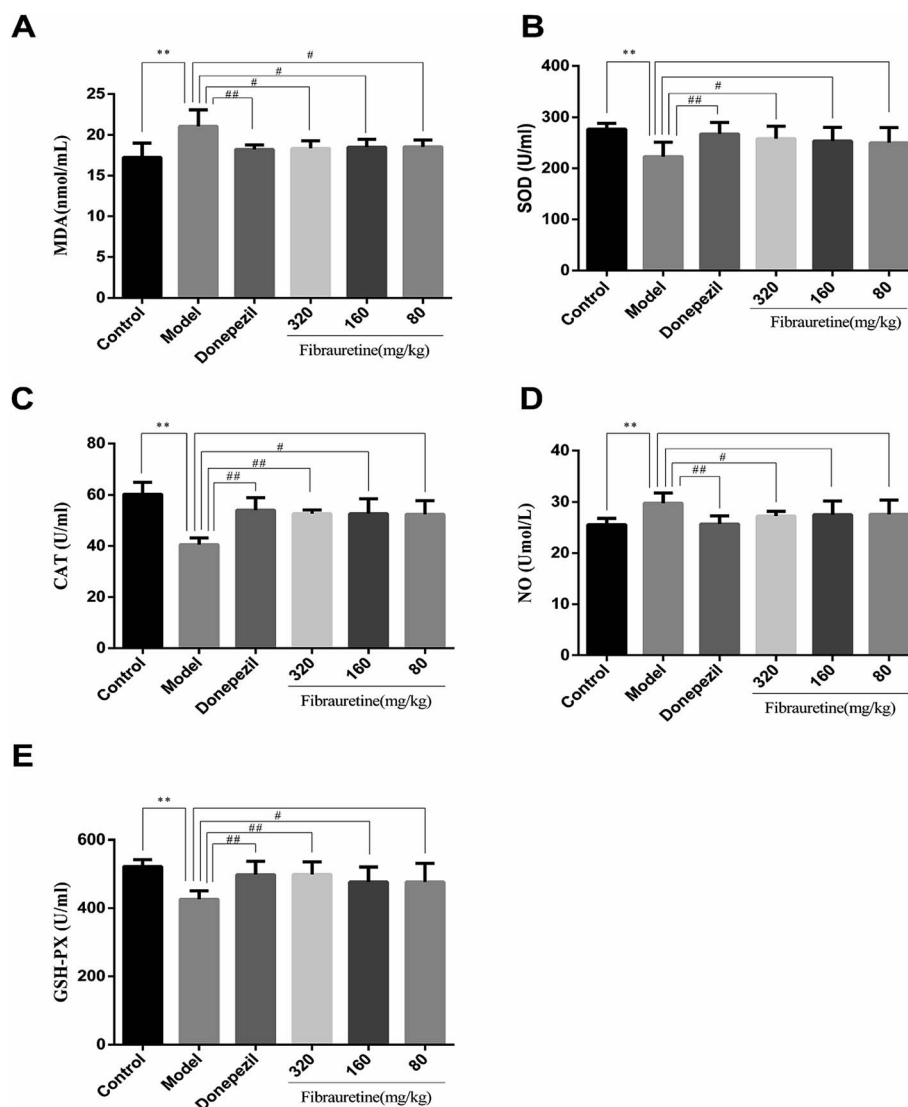 A
** #
#
#
##
25
20
15
10
5
0
MDA(nmol/mL)
Control Model Donepezil 320 160 80
Fibrauretine(mg/kg)
B
**
#
##
400
300
200
100
0
SOD (U/ml)
Control Model Donepezil 320 160 80
Fibrauretine(mg/kg)
C
**
#
##
##
80
60
40
20
0
CAT (U/ml)
Control Model Donepezil 320 160 80
Fibrauretine(mg/kg)
D
**
#
##
40
30
20
10
0
NO (Umol/L)
Control Model Donepezil 320 160 80
Fibrauretine(mg/kg)
E
**
#
##
##
600
400
200
0
GSH-PX (U/ml)
Control Model Donepezil 320 160 80
Fibrauretine(mg/kg)